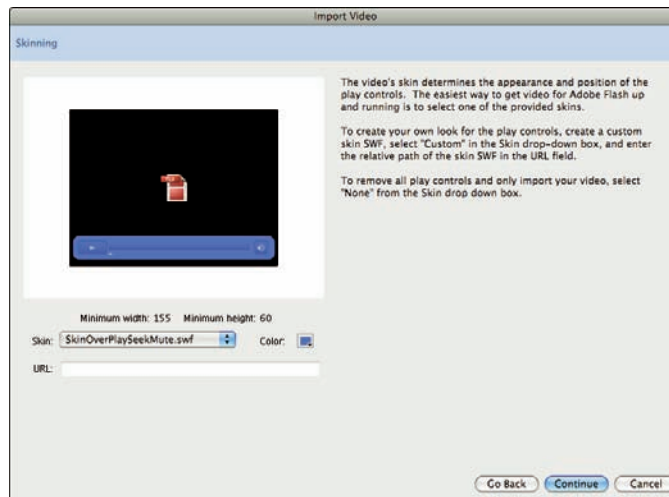 Import Video
Skinning
The video's skin determines the appearance and position of the
play controls. The easiest way to get video for Adobe Flash up
and running is to select one of the provided skins.
To create your own look for the play controls, create a custom
skin SWF, select "Custom" in the Skin drop-down box, and enter
the relative path of the skin SWF in the URL field.
To remove all play controls and only import your video, select
"None" from the Skin drop down box.
Minimum width: 155 Minimum height: 60
Skin: SkinOverPlaySeekMute.swf Color:
URL:
Go Back Continue Cancel